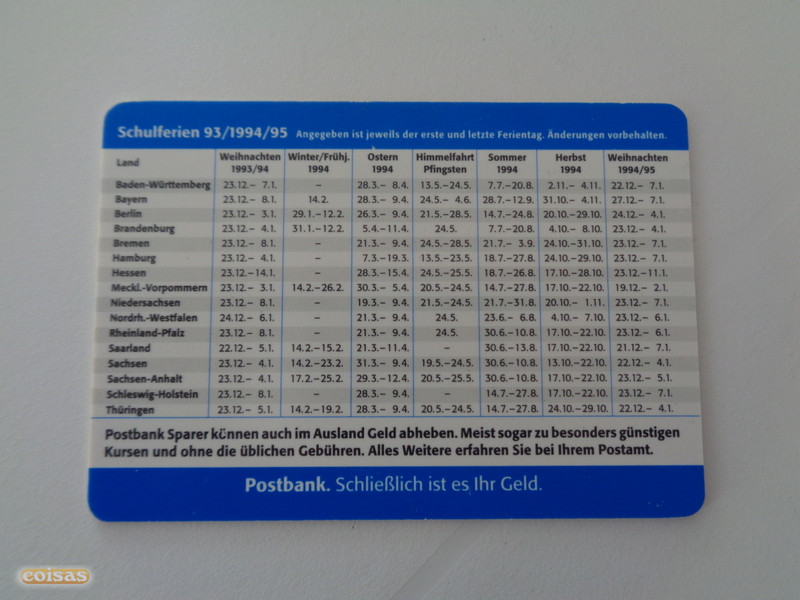 Schulferien 93/1994/95 Angegeben ist jeweils der erste und letzte Ferientag. Änderungen vorbehalten.
Land Weihnachten 1993/94 Winter/Frühj. 1994 Ostern 1994 Himmelfahrt Pfingsten Sommer 1994 Herbst 1994 Weihnachten 1994/95
Baden-Württemberg 23.12.– 7.1. – 28.3.– 8.4. 13.5.–24.5. 7.7.–20.8. 2.11.– 4.11. 22.12.– 7.1.
Bayern 23.12.– 8.1. 14.2. 28.3.– 9.4. 24.5.– 4.6. 28.7.–12.9. 31.10.– 4.11. 27.12.– 7.1.
Berlin 23.12.– 3.1. 29.1.–12.2. 26.3.– 9.4. 21.5.–28.5. 14.7.–24.8. 20.10.–29.10. 24.12.– 4.1.
Brandenburg 23.12.– 4.1. 31.1.–12.2. 5.4.–11.4. 24.5. 7.7.–20.8. 4.10.– 8.10. 23.12.– 4.1.
Bremen 23.12.– 8.1. – 21.3.– 9.4. 24.5.–28.5. 21.7.– 3.9. 24.10.–31.10. 23.12.– 7.1.
Hamburg 23.12.– 4.1. – 7.3.–19.3. 13.5.–23.5. 18.7.–27.8. 24.10.–29.10. 23.12.– 7.1.
Hessen 23.12.–14.1. – 28.3.–15.4. 24.5.–25.5. 18.7.–26.8. 17.10.–28.10. 23.12.–11.1.
Meckl.-Vorpommern 23.12.– 3.1. 14.2.–26.2. 30.3.– 5.4. 20.5.–24.5. 14.7.–27.8. 17.10.–22.10. 19.12.– 2.1.
Niedersachsen 23.12.– 8.1. – 19.3.– 9.4. 21.5.–24.5. 21.7.–31.8. 20.10.– 1.11. 23.12.– 7.1.
Nordrh.-Westfalen 24.12.– 6.1. – 21.3.– 9.4. 24.5. 23.6.– 6.8. 4.10.– 7.10. 23.12.– 6.1.
Rheinland-Pfalz 23.12.– 8.1. – 21.3.– 9.4. 24.5. 30.6.–10.8. 17.10.–22.10. 23.12.– 6.1.
Saarland 22.12.– 5.1. 14.2.–15.2. 21.3.–11.4. – 30.6.–13.8. 17.10.–29.10. 21.12.– 7.1.
Sachsen 23.12.– 4.1. 14.2.–23.2. 31.3.– 9.4. 19.5.–24.5. 30.6.–10.8. 13.10.–22.10. 22.12.– 4.1.
Sachsen-Anhalt 23.12.– 4.1. 17.2.–25.2. 29.3.–12.4. 20.5.–25.5. 30.6.–10.8. 17.10.–22.10. 23.12.– 5.1.
Schleswig-Holstein 23.12.– 8.1. – 28.3.– 9.4. – 14.7.–27.8. 17.10.–22.10. 23.12.– 7.1.
Thüringen 23.12.– 5.1. 14.2.–19.2. 28.3.– 9.4. 20.5.–24.5. 14.7.–27.8. 24.10.–29.10. 22.12.– 4.1.
Postbank Sparer können auch im Ausland Geld abheben. Meist sogar zu besonders günstigen
Kursen und ohne die üblichen Gebühren. Alles Weitere erfahren Sie bei Ihrem Postamt.
Postbank. Schließlich ist es Ihr Geld.
coisas